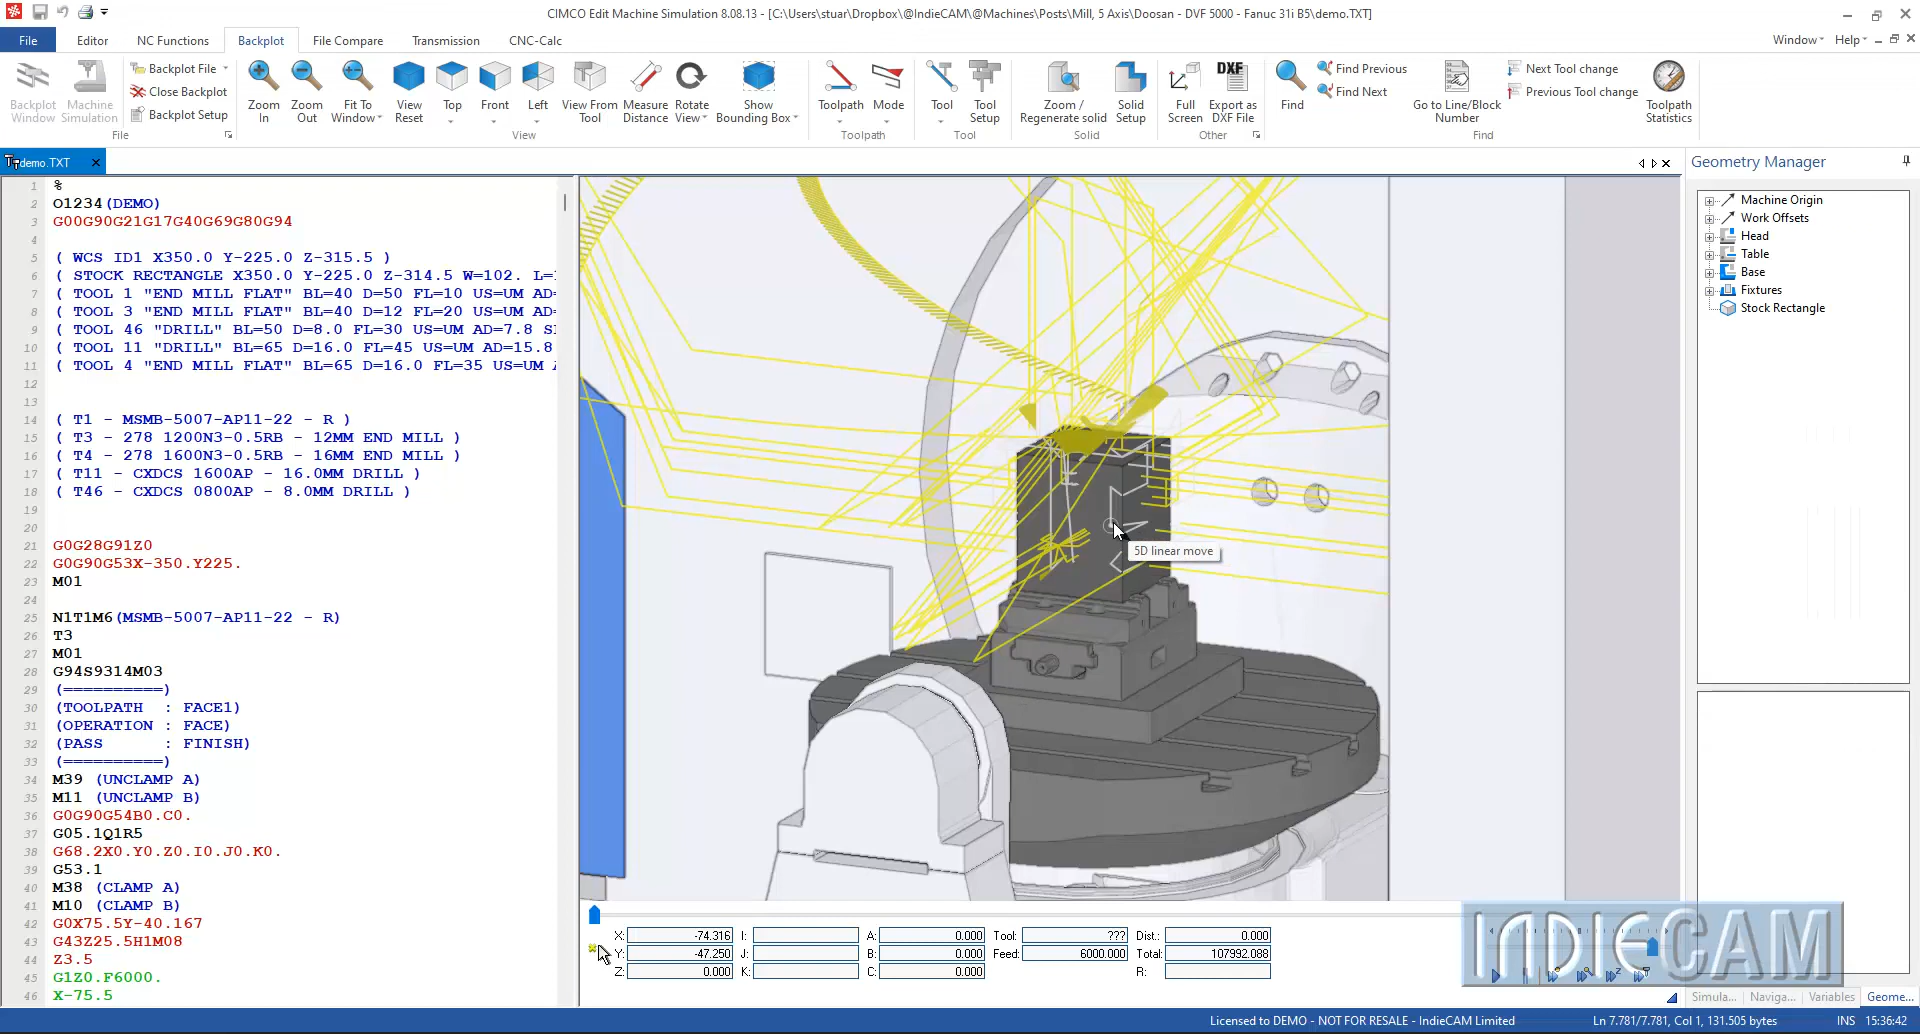 CIMCO Edit Machine Simulation 8.08.13 - [C:\Users\stuar\Dropbox\@IndieCAM\@Machines\Posts\Mill, 5 Axis\Doosan - DVF 5000 - Fanuc 31i B5\demo.TXT]
File Editor NC Functions Backplot File Compare Transmission CNC-Calc Window Help
Backplot Window
Machine Simulation
Backplot File
Close Backplot
Backplot Setup
File
Zoom In
Zoom Out
Fit To Window
View Reset
Top
Front
Left
View From Tool
Measure Distance
Rotate View
Show Bounding Box
View
Toolpath
Mode
Toolpath
Tool
Tool Setup
Tool
Zoom / Regenerate solid
Solid Setup
Solid
Full Screen
Export as DXF File
DXF
Other
Find
Find Previous
Find Next
Go to Line/Block Number
Next Tool change
Previous Tool change
Toolpath Statistics
Find
demo.TXT
1 %
2 O1234(DEMO)
3 G00G90G21G17G40G69G80G94
4
5 ( WCS ID1 X350.0 Y-225.0 Z-315.5 )
6 ( STOCK RECTANGLE X350.0 Y-225.0 Z-314.5 W=102. L=
7 ( TOOL 1 "END MILL FLAT" BL=40 D=50 FL=10 US=UM AD=
8 ( TOOL 3 "END MILL FLAT" BL=40 D=12 FL=20 US=UM AD=
9 ( TOOL 46 "DRILL" BL=50 D=8.0 FL=30 US=UM AD=7.8 S
10 ( TOOL 11 "DRILL" BL=65 D=16.0 FL=45 US=UM AD=15.8
11 ( TOOL 4 "END MILL FLAT" BL=65 D=16.0 FL=35 US=UM
12
13
14 ( T1 - MSMB-5007-AP11-22 - R )
15 ( T3 - 278 1200N3-0.5RB - 12MM END MILL )
16 ( T4 - 278 1600N3-0.5RB - 16MM END MILL )
17 ( T11 - CXDCS 1600AP - 16.0MM DRILL )
18 ( T46 - CXDCS 0800AP - 8.0MM DRILL )
19
20
21 G0G28G91Z0
22 G0G90G53X-350.Y225.
23 M01
24
25 N1T1M6(MSMB-5007-AP11-22 - R)
26 T3
27 M01
28 G94S9314M03
29 (==========)
30 (TOOLPATH : FACE1)
31 (OPERATION : FACE)
32 (PASS : FINISH)
33 (==========)
34 M39 (UNCLAMP A)
35 M11 (UNCLAMP B)
36 G0G90G54B0.C0.
37 G05.1Q1R5
38 G68.2X0.Y0.Z0.I0.J0.K0.
39 G53.1
40 M38 (CLAMP A)
41 M10 (CLAMP B)
42 G0X75.5Y-40.167
43 G43Z25.5H1M08
44 Z3.5
45 G1Z0.F6000.
46 X-75.5
5D linear move
X: -74.316 I: A: 0.000 Tool: ??? Dist.: 0.000
Y: -47.250 J: B: 0.000 Feed: 6000.000 Total: 107992.088
Z: 0.000 K: C: 0.000 R:
Geometry Manager
Machine Origin
Work Offsets
Head
Table
Base
Fixtures
Stock Rectangle
INDIECAM
Simula... Naviga... Variables Geome...
Licensed to DEMO - NOT FOR RESALE - IndieCAM Limited Ln 7.781/7.781, Col 1, 131.505 bytes INS 15:36:42